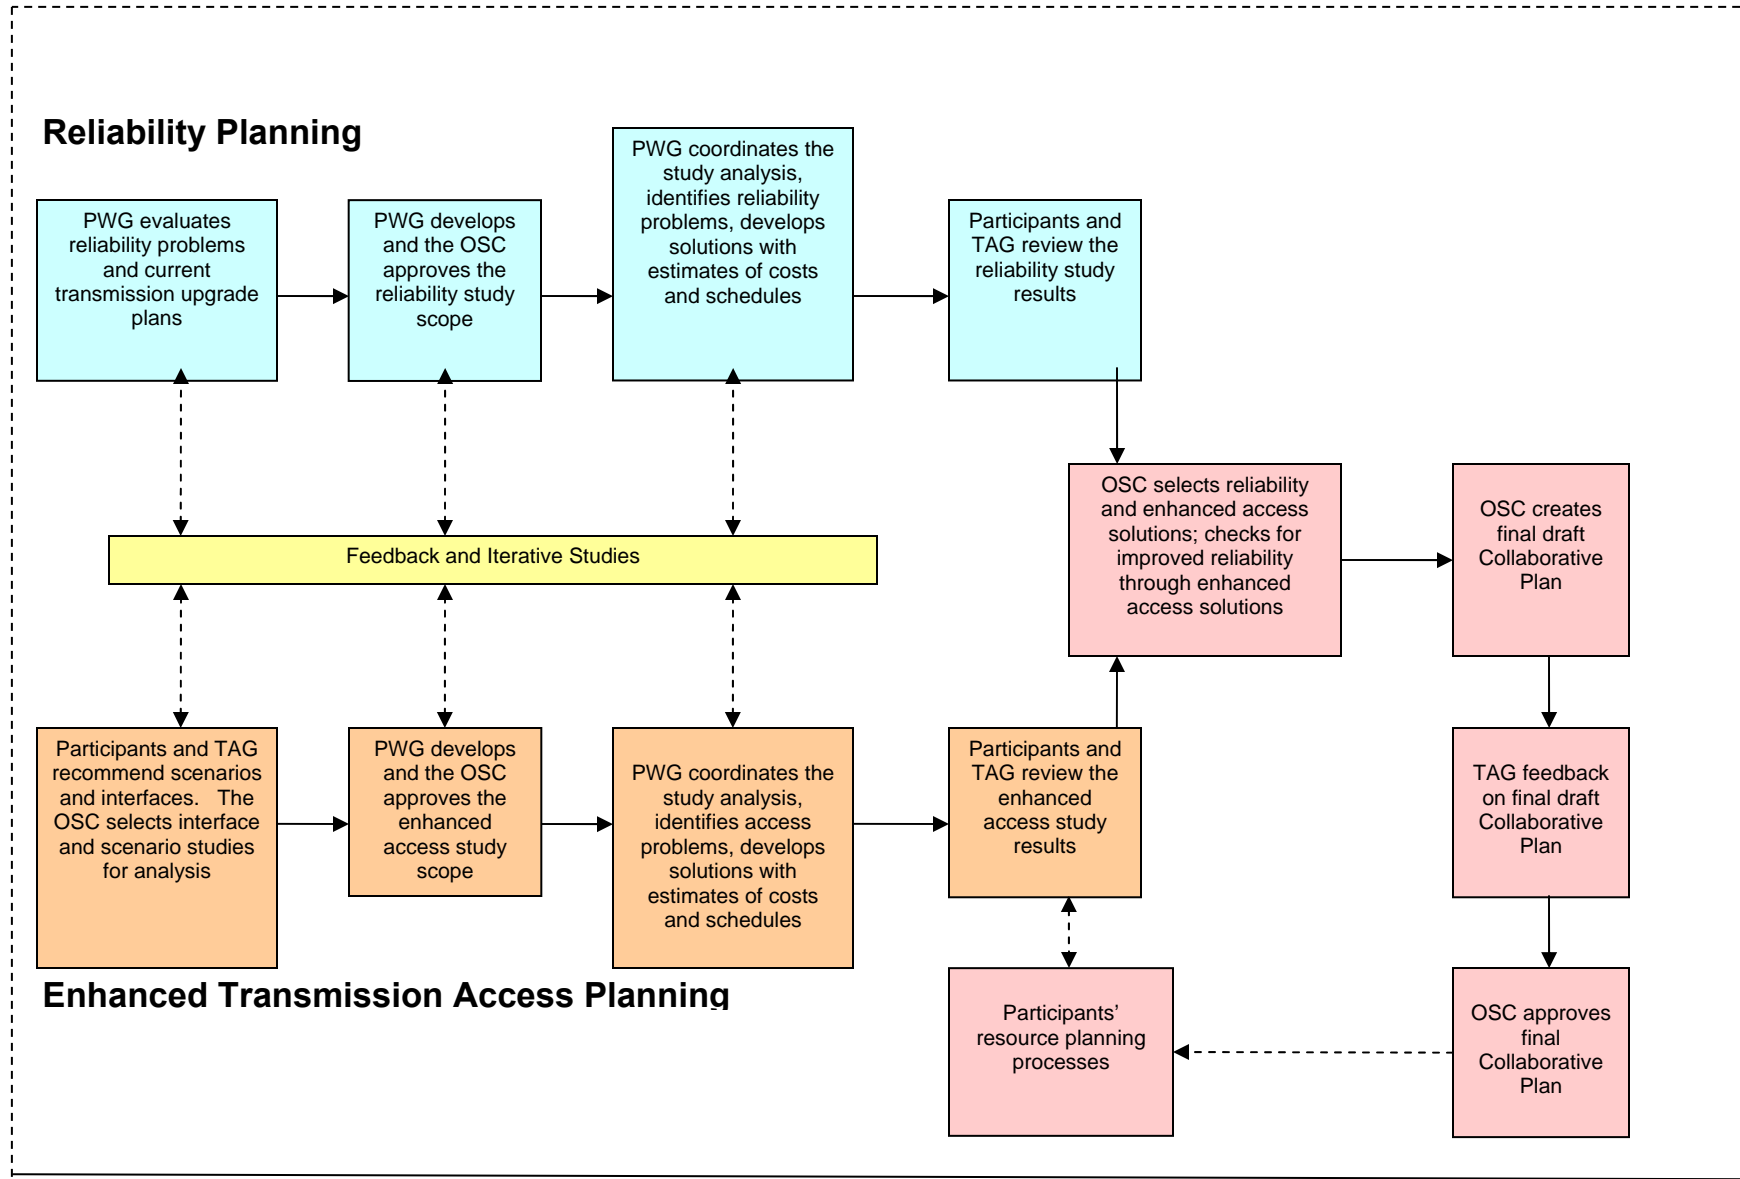 Reliability Planning
PWG evaluates
reliability problems
and current
transmission upgrade
plans
PWG develops
and the OSC
approves the
reliability study
scope
PWG coordinates the
study analysis,
identifies reliability
problems, develops
solutions with
estimates of costs
and schedules
Participants and
TAG review the
reliability study
results
Feedback and Iterative Studies
OSC selects reliability
and enhanced access
solutions; checks for
improved reliability
through enhanced
access solutions
OSC creates
final draft
Collaborative
Plan
Participants and TAG
recommend scenarios
and interfaces.   The
OSC selects interface
and scenario studies
for analysis
PWG develops
and the OSC
approves the
enhanced
access study
scope
PWG coordinates the
study analysis,
identifies access
problems, develops
solutions with
estimates of costs
and schedules
Participants and
TAG review the
enhanced
access study
results
TAG feedback
on final draft
Collaborative
Plan
Enhanced Transmission Access Planning
Participants’
resource planning
processes
OSC approves
final
Collaborative
Plan